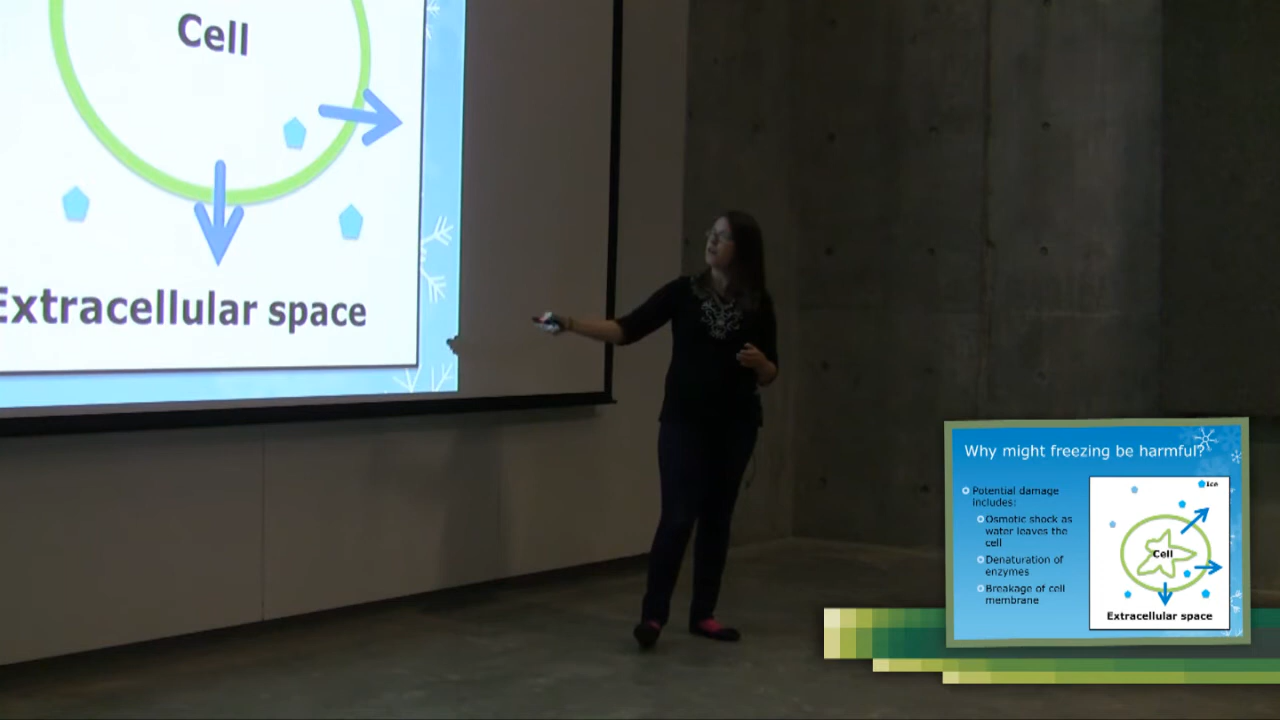 Cell
Extracellular space
Why might freezing be harmful?
Potential damage
includes:
Osmotic shock as
water leaves the
cell
Denaturation of
enzymes
Breakage of cell
membrane
Ice
Cell
Extracellular space